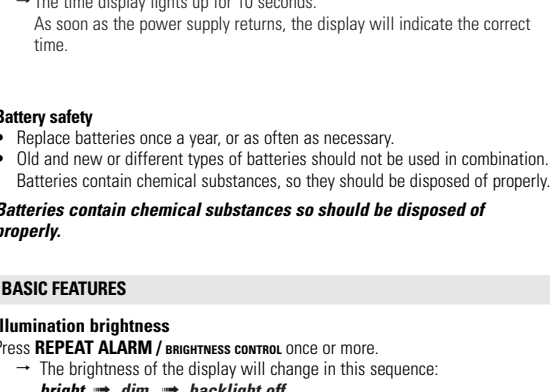 → The time display lights up for 10 seconds.
As soon as the power supply returns, the display will indicate the correct
time.
Battery safety
• Replace batteries once a year, or as often as necessary.
• Old and new or different types of batteries should not be used in combination.
Batteries contain chemical substances, so they should be disposed of properly.
Batteries contain chemical substances so should be disposed of
properly.
BASIC FEATURES
Illumination brightness
Press REPEAT ALARM / BRIGHTNESS CONTROL once or more.
→ The brightness of the display will change in this sequence:
bright ➟ dim ➟ backlight off